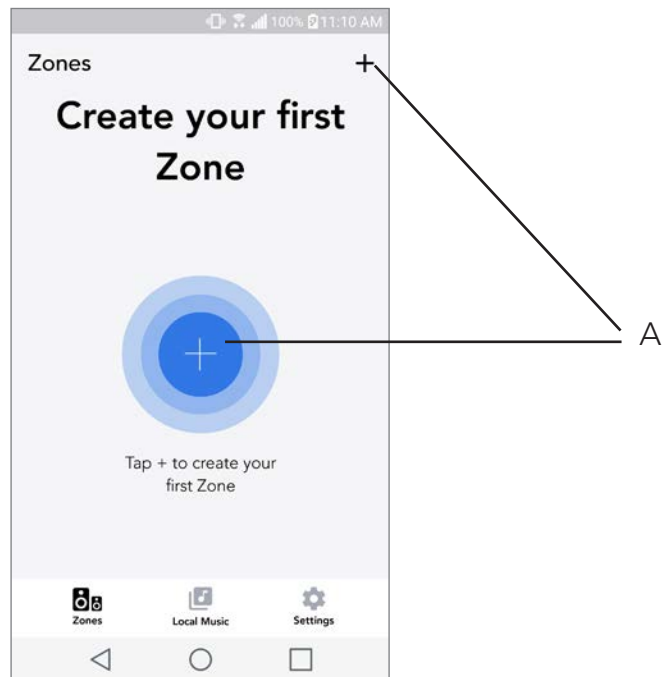 100% 11:10 AM
Zones +
Create your first
Zone
+
A
Tap + to create your
first Zone
Zones Local Music Settings